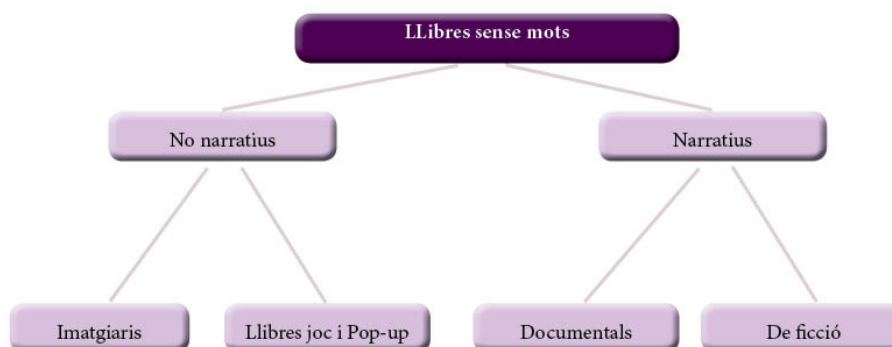 LLibres sense mots
No narratius
Narratius
Imatgiaris
Llibres joc i Pop-up
Documentals
De ficció